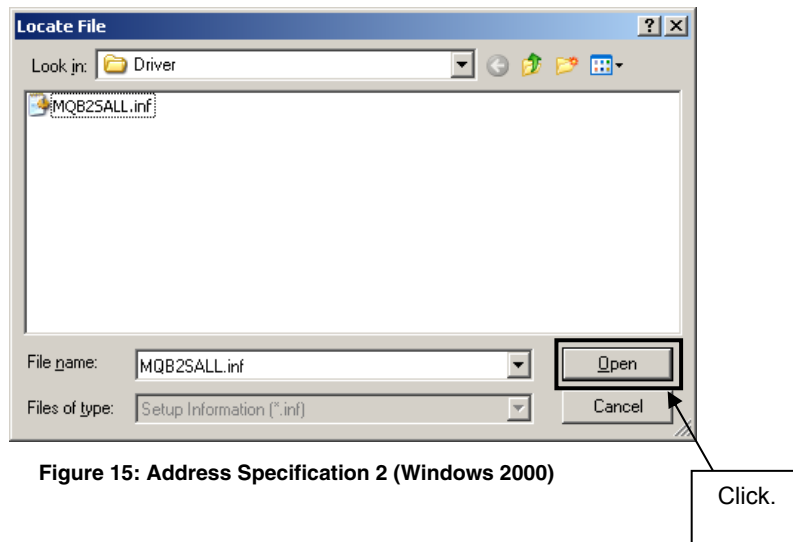 Locate File
Look in: Driver
MQB2SALL.inf
File name: MQB2SALL.inf
Open
Files of type: Setup Information (*.inf)
Cancel
Figure 15: Address Specification 2 (Windows 2000)
Click.